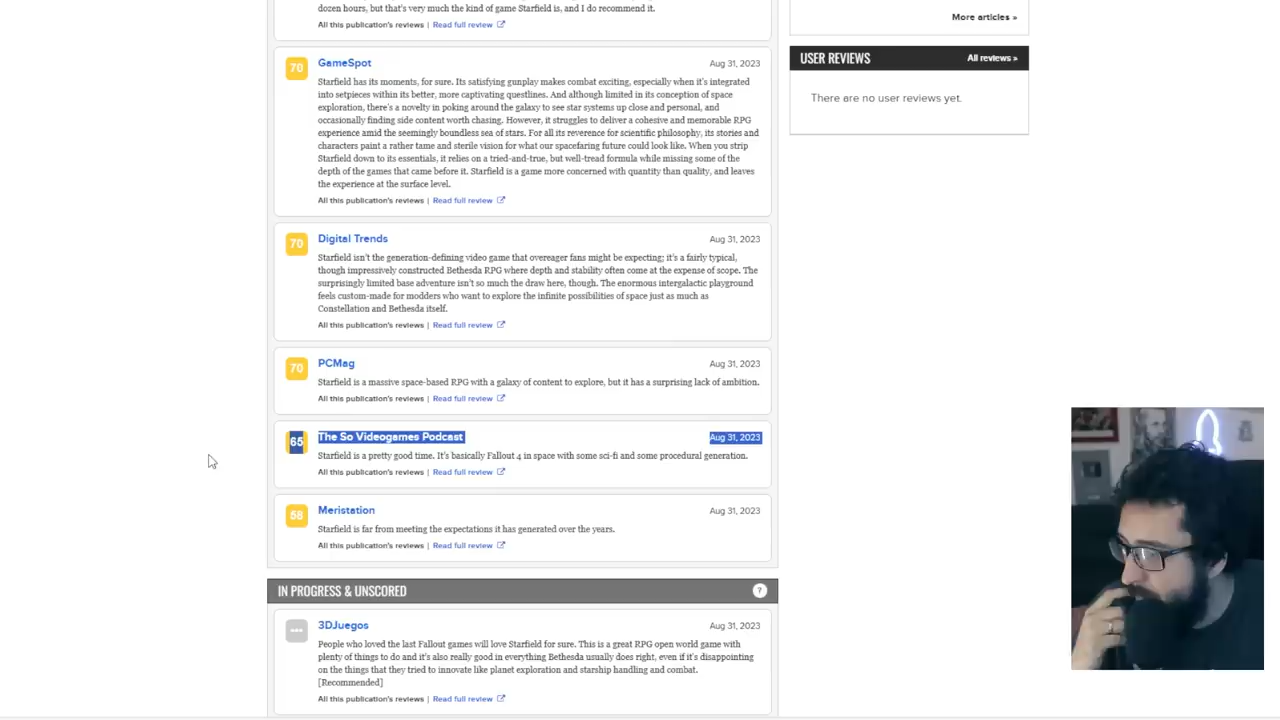 dozen hours, but that's very much the kind of game Starfield is, and I do recommend it.
All this publication's reviews | Read full review
More articles »
70
GameSpot
Aug 31, 2023
Starfield has its moments, for sure. Its satisfying gunplay makes combat exciting, especially when it's integrated
into setpieces within its better, more captivating questlines. And although limited in its conception of space
exploration, there's a novelty in poking around the galaxy to see star systems up close and personal, and
occasionally finding side content worth chasing. However, it struggles to deliver a cohesive and memorable RPG
experience amid the seemingly boundless sea of stars. For all its reverence for scientific philosophy, its stories and
characters paint a rather tame and sterile vision for what our spacefaring future could look like. When you strip
Starfield down to its essentials, it relies on a tried-and-true, but well-tread formula while missing some of the
depth of the games that came before it. Starfield is a game more concerned with quantity than quality, and leaves
the experience at the surface level.
All this publication's reviews | Read full review
USER REVIEWS
All reviews »
There are no user reviews yet.
70
Digital Trends
Aug 31, 2023
Starfield isn't the generation-defining video game that overeager fans might be expecting; it's a fairly typical,
though impressively constructed Bethesda RPG where depth and stability often come at the expense of scope. The
surprisingly limited base adventure isn't so much the draw here, though. The enormous intergalactic playground
feels custom-made for modders who want to explore the infinite possibilities of space just as much as
Constellation and Bethesda itself.
All this publication's reviews | Read full review
70
PCMag
Aug 31, 2023
Starfield is a massive space-based RPG with a galaxy of content to explore, but it has a surprising lack of ambition.
All this publication's reviews | Read full review
65
The So Videogames Podcast
Aug 31, 2023
Starfield is a pretty good time. It's basically Fallout 4 in space with some sci-fi and some procedural generation.
All this publication's reviews | Read full review
58
Meristation
Aug 31, 2023
Starfield is far from meeting the expectations it has generated over the years.
All this publication's reviews | Read full review
IN PROGRESS & UNSCORED
?
3DJuegos
Aug 31, 2023
People who loved the last Fallout games will love Starfield for sure. This is a great RPG open world game with
plenty of things to do and it's also really good in everything Bethesda usually does right, even if it's disappointing
on the things that they tried to innovate like planet exploration and starship handling and combat.
[Recommended]
All this publication's reviews | Read full review